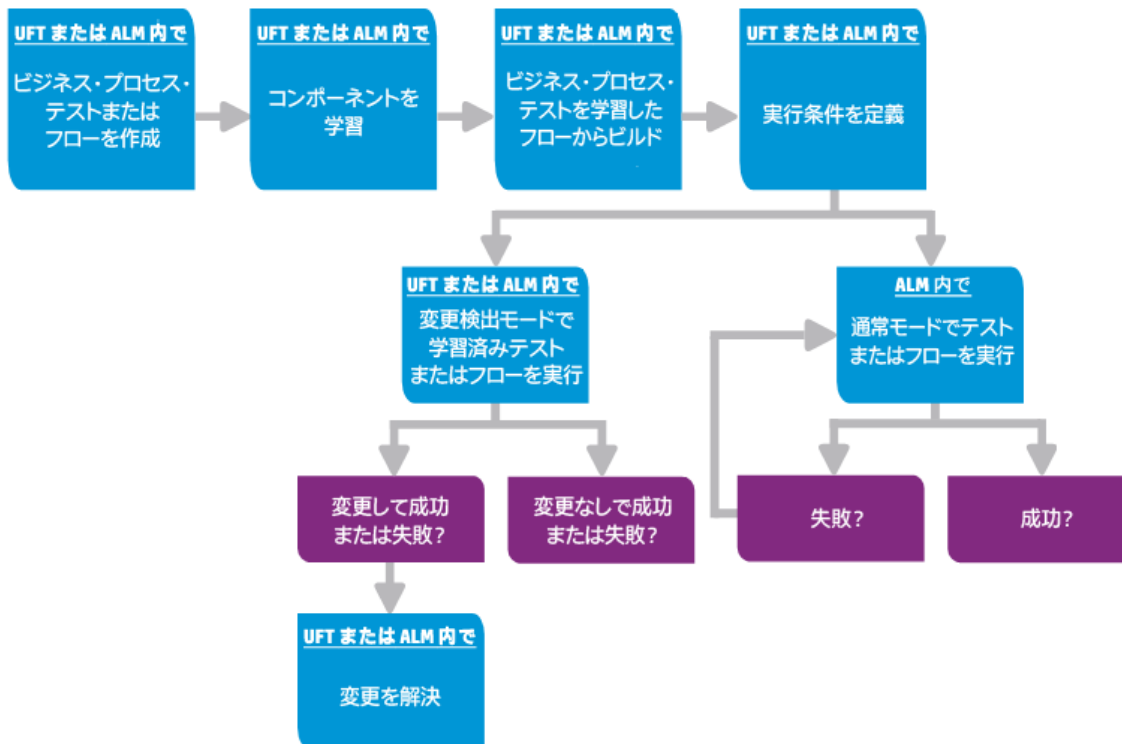 UFT または ALM 内で
ビジネス・プロセス・
テストまたは
フローを作成
UFT または ALM 内で
コンポーネントを
学習
UFT または ALM 内で
ビジネス・プロセス・
テストを学習した
フローからビルド
UFT または ALM 内で
実行条件を定義
UFT または ALM 内で
変更検出モードで
学習済みテスト
またはフローを実行
ALM 内で
通常モードでテスト
またはフローを実行
変更して成功
または失敗？
変更なしで成功
または失敗？
失敗？
成功？
UFT または ALM 内で
変更を解決